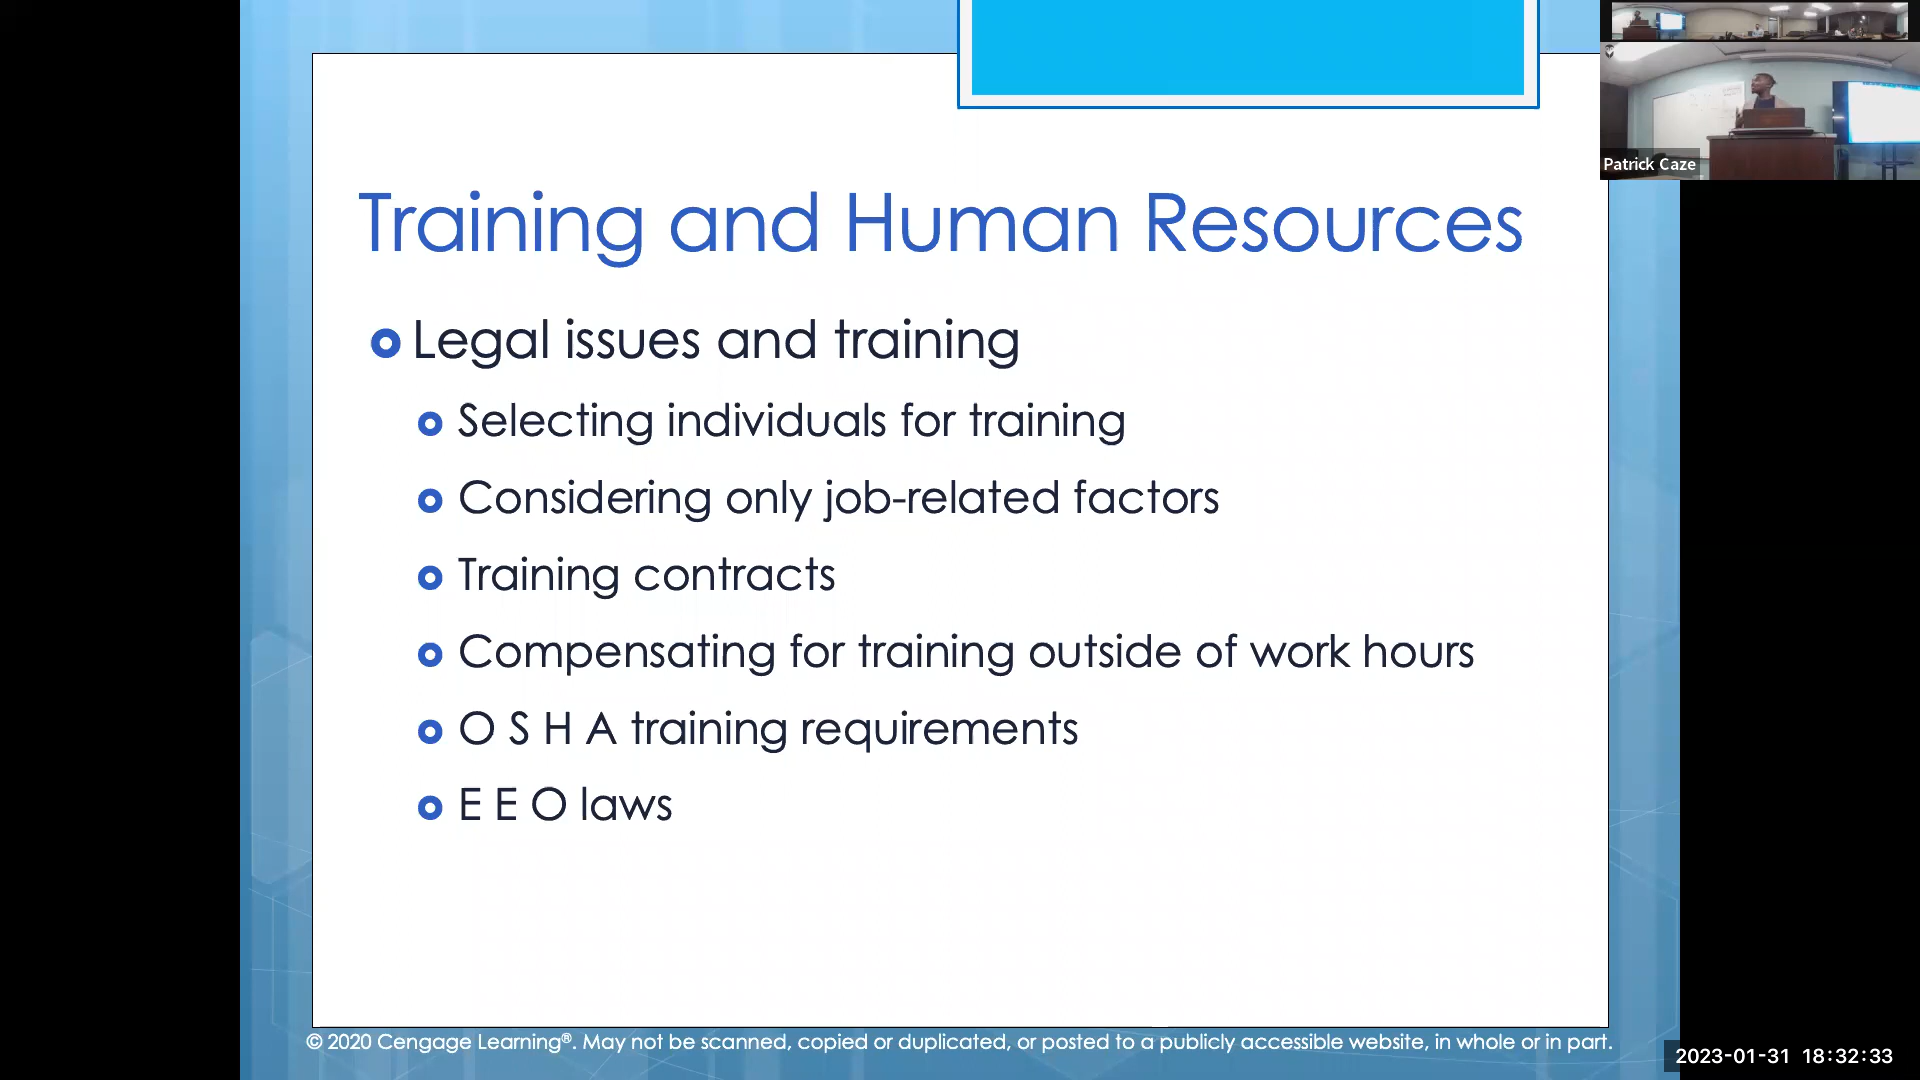 Patrick Caze
Training and Human Resources
Legal issues and training
Selecting individuals for training
Considering only job-related factors
Training contracts
Compensating for training outside of work hours
O S H A training requirements
E E O laws
© 2020 Cengage Learning®. May not be scanned, copied or duplicated, or posted to a publicly accessible website, in whole or in part.
2023-01-31 18:32:33